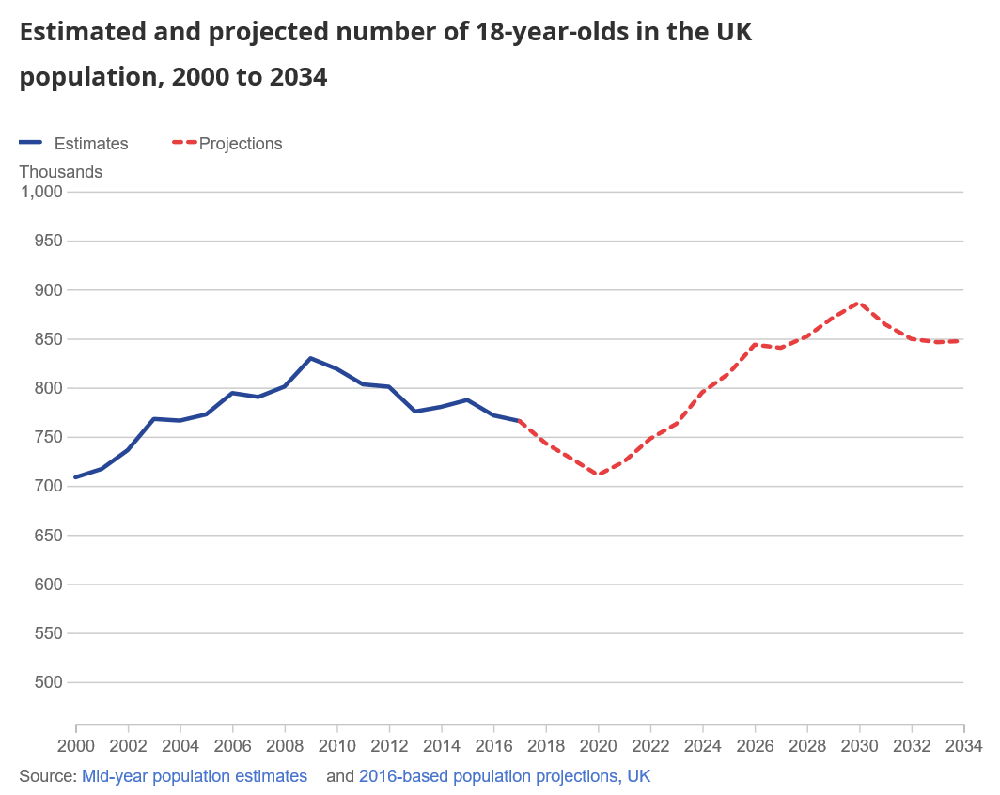 Estimated and projected number of 18-year-olds in the UK
population, 2000 to 2034
Estimates Projections
Thousands
1,000
950
900
850
800
750
700
650
600
550
500
2000 2002 2004 2006 2008 2010 2012 2014 2016 2018 2020 2022 2024 2026 2028 2030 2032 2034
Source: Mid-year population estimates and 2016-based population projections, UK